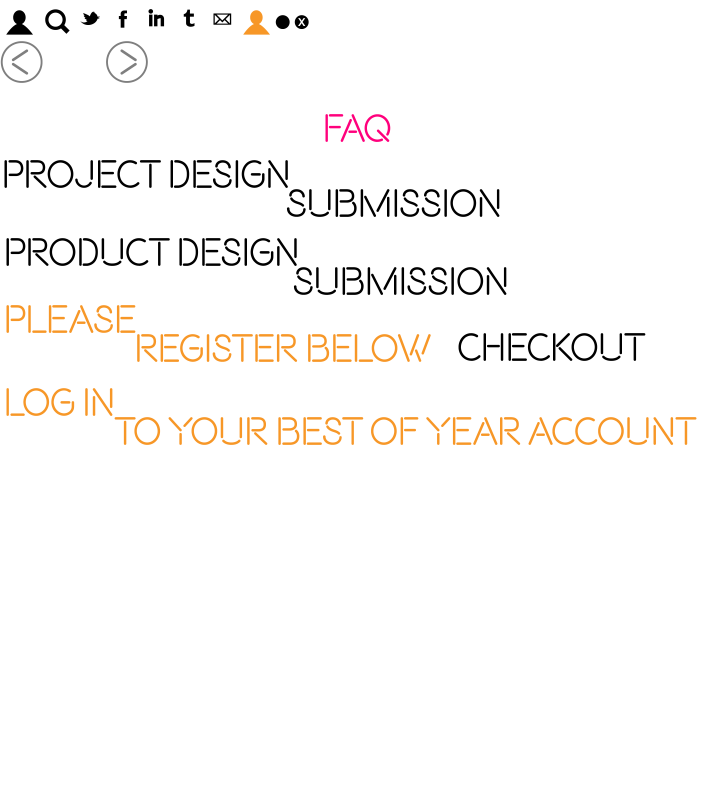 FAQ
PROJECT DESIGN
SUBMISSION
PRODUCT DESIGN
SUBMISSION
PLEASE
REGISTER BELOW
CHECKOUT
LOG IN
TO YOUR BEST OF YEAR ACCOUNT